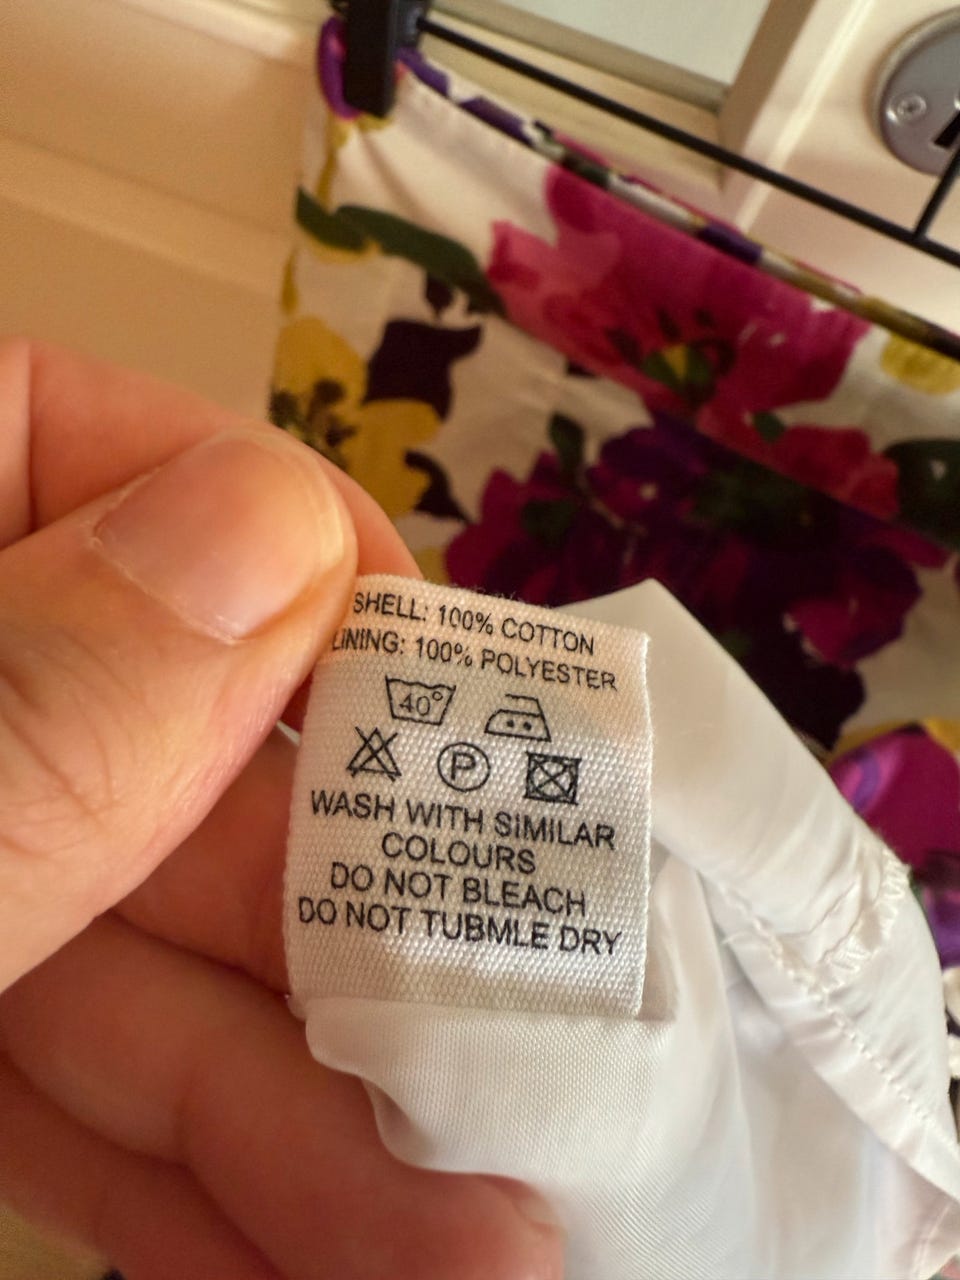 SHELL: 100% COTTON
LINING: 100% POLYESTER
40°
P
WASH WITH SIMILAR
COLOURS
DO NOT BLEACH
DO NOT TUBMLE DRY